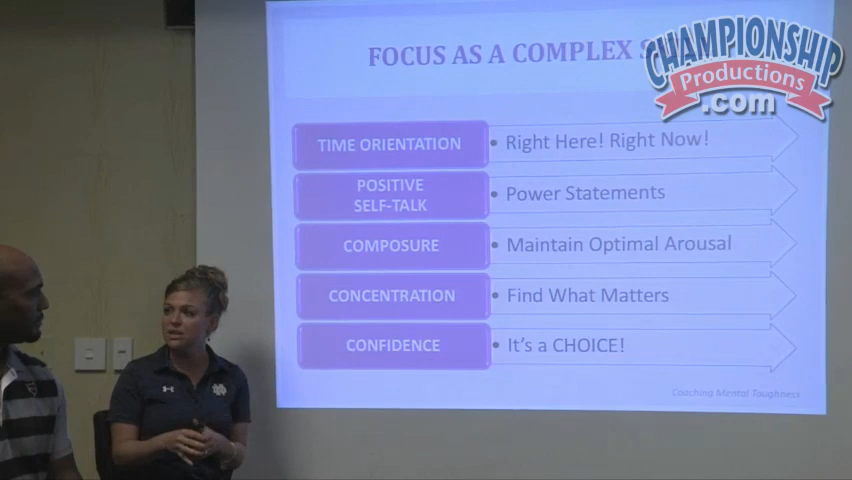 FOCUS AS A COMPLEX
CHAMPIONSHIP
Productions
.com
TIME ORIENTATION
• Right Here! Right Now!
POSITIVE
SELF-TALK
• Power Statements
COMPOSURE
• Maintain Optimal Arousal
CONCENTRATION
• Find What Matters
CONFIDENCE
• It's a CHOICE!
Coaching Mental Toughness